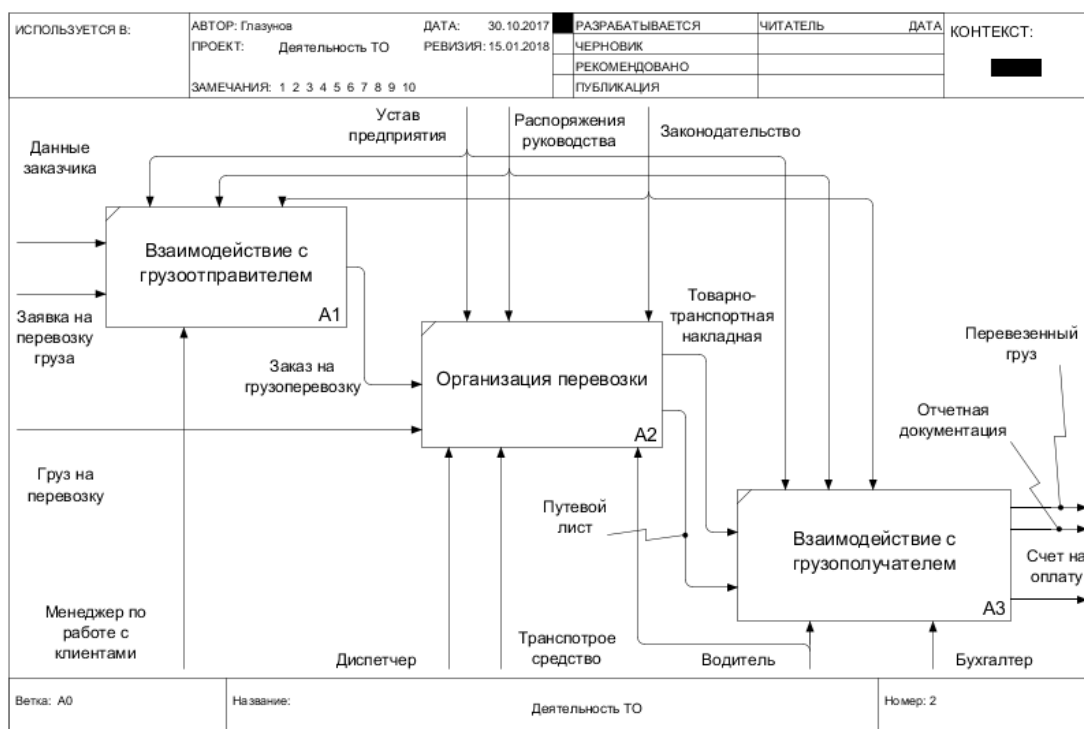 ИСПОЛЬЗУЕТСЯ В:
АВТОР: Глазунов
ДАТА: 30.10.2017
ПРОЕКТ: Деятельность ТО
РЕВИЗИЯ: 15.01.2018
ЗАМЕЧАНИЯ: 1 2 3 4 5 6 7 8 9 10
РАЗРАБАТЫВАЕТСЯ
ЧЕРНОВИК
РЕКОМЕНДОВАНО
ПУБЛИКАЦИЯ
ЧИТАТЕЛЬ
ДАТА
КОНТЕКСТ:
Устав
предприятия
Распоряжения
руководства
Законодательство
Данные
заказчика
Взаимодействие с
грузоотправителем
A1
Заявка на
перевозку
груза
Заказ на
грузоперевозку
Товарно-
транспортная
накладная
Организация перевозки
A2
Перевезенный
груз
Отчетная
документация
Груз на
перевозку
Путевой
лист
Взаимодействие с
грузополучателем
A3
Счет на
оплату
Менеджер по
работе с
клиентами
Диспетчер
Транспотрое
средство
Водитель
Бухгалтер
Ветка: A0
Название:
Деятельность ТО
Номер: 2